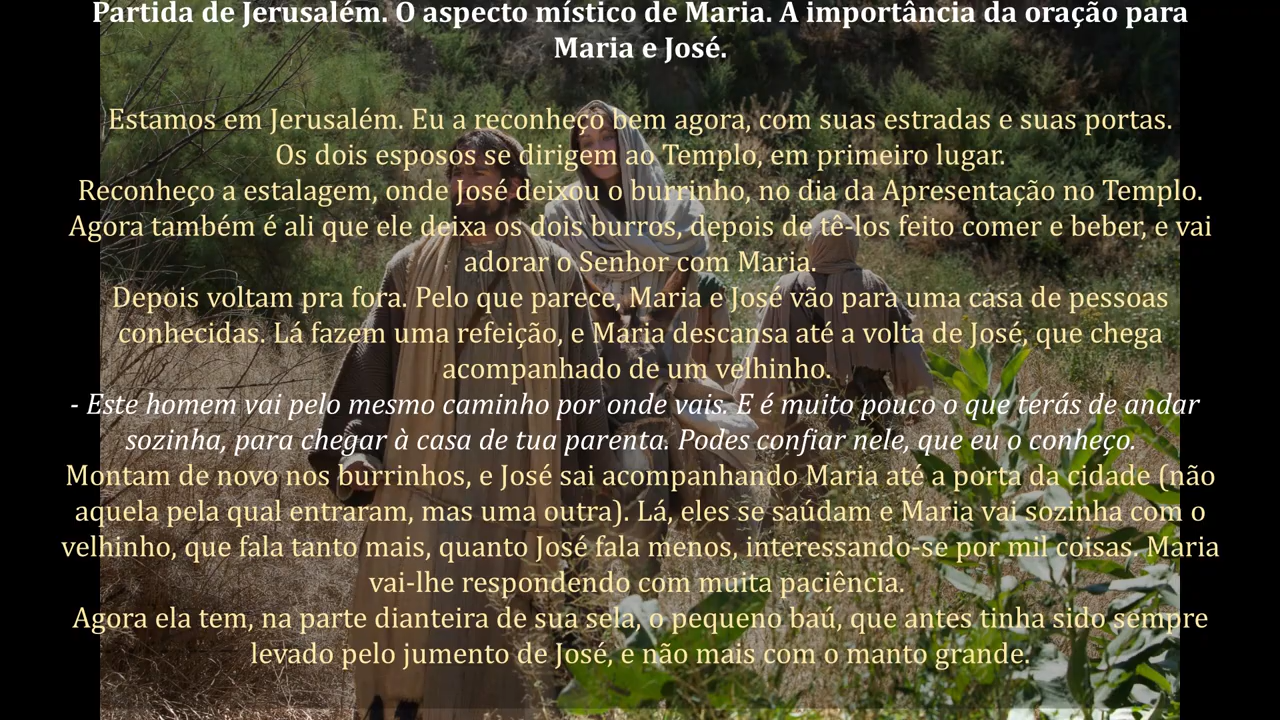 Partida de Jerusalém. O aspecto místico de Maria. A importância da oração para
Maria e José.
Estamos em Jerusalém. Eu a reconheço bem agora, com suas estradas e suas portas.
Os dois esposos se dirigem ao Templo, em primeiro lugar.
Reconheço a estalagem, onde José deixou o burrinho, no dia da Apresentação no Templo.
Agora também é ali que ele deixa os dois burros, depois de tê-los feito comer e beber, e vai
adorar o Senhor com Maria.
Depois voltam pra fora. Pelo que parece, Maria e José vão para uma casa de pessoas
conhecidas. Lá fazem uma refeição, e Maria descansa até a volta de José, que chega
acompanhado de um velhinho.
- Este homem vai pelo mesmo caminho por onde vais. E é muito pouco o que terás de andar
sozinha, para chegar à casa de tua parenta. Podes confiar nele, que eu o conheço.
Montam de novo nos burrinhos, e José sai acompanhando Maria até a porta da cidade (não
aquela pela qual entraram, mas uma outra). Lá, eles se saúdam e Maria vai sozinha com o
velhinho, que fala tanto mais, quanto José fala menos, interessando-se por mil coisas. Maria
vai-lhe respondendo com muita paciência.
Agora ela tem, na parte dianteira de sua sela, o pequeno baú, que antes tinha sido sempre
levado pelo jumento de José, e não mais com o manto grande.